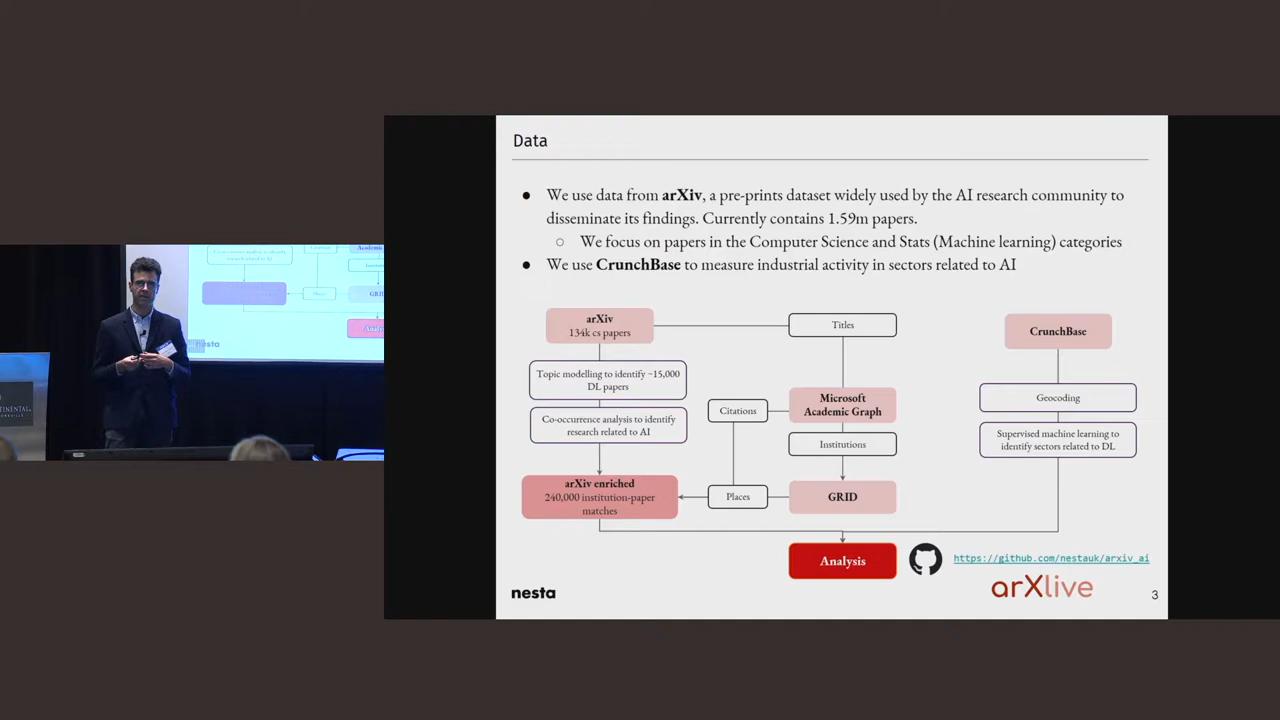 Data
● We use data from arXiv, a pre-prints dataset widely used by the AI research community to
disseminate its findings. Currently contains 1.59m papers.
○ We focus on papers in the Computer Science and Stats (Machine learning) categories
● We use CrunchBase to measure industrial activity in sectors related to AI
arXiv
134k cs papers
Titles
CrunchBase
Topic modelling to identify ~15,000
DL papers
Co-occurrence analysis to identify
research related to AI
Citations
Microsoft
Academic Graph
Institutions
Geocoding
Supervised machine learning to
identify sectors related to DL
arXiv enriched
240,000 institution-paper
matches
Places
GRID
Analysis
https://github.com/nestauk/arxiv_ai
arXlive
nesta
3
GRID
nesta